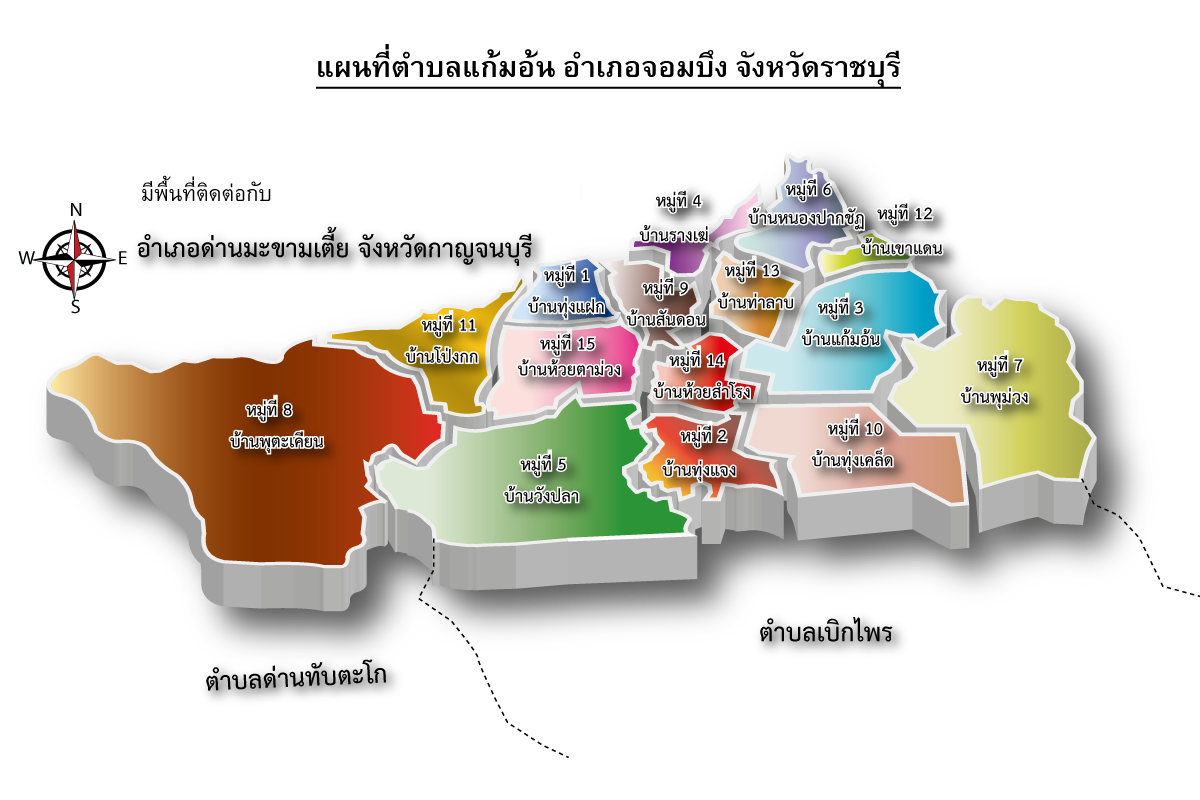 แผนที่ตำบลแก้มอ้น อำเภอจอมบึง จังหวัดราชบุรี
มีพื้นที่ติดต่อกับ
อำเภอด่านมะขามเตี้ย จังหวัดกาญจนบุรี
N
W
E
S
หมู่ที่ 6
บ้านหนองปากชัฏ
หมู่ที่ 4
บ้านรางเฆ่
หมู่ที่ 12
บ้านเขาแดน
หมู่ที่ 1
บ้านทุ่งแฝก
หมู่ที่ 9
บ้านสันดอน
หมู่ที่ 13
บ้านท่าลาบ
หมู่ที่ 3
บ้านแก้มอ้น
หมู่ที่ 11
บ้านโป่งกก
หมู่ที่ 15
บ้านห้วยตาม่วง
หมู่ที่ 14
บ้านห้วยสำโรง
หมู่ที่ 7
บ้านพุม่วง
หมู่ที่ 8
บ้านพุตะเคียน
หมู่ที่ 5
บ้านวังปลา
หมู่ที่ 2
บ้านทุ่งแจง
หมู่ที่ 10
บ้านทุ่งเคล็ด
ตำบลเบิกไพร
ตำบลด่านทับตะโก